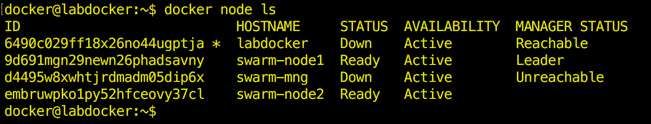 [docker@labdocker:~$ docker node ls
ID HOSTNAME STATUS AVAILABILITY MANAGER STATUS
6490c029ff18x26no44ugptja * labdocker Down Active Reachable
9d691mgn29newn26phadsavny swarm-node1 Ready Active Leader
d4495w8xwhtjrdmadm05dip6x swarm-mng Down Active Unreachable
embruwpko1py52hfceovy37cl swarm-node2 Ready Active
docker@labdocker:~$